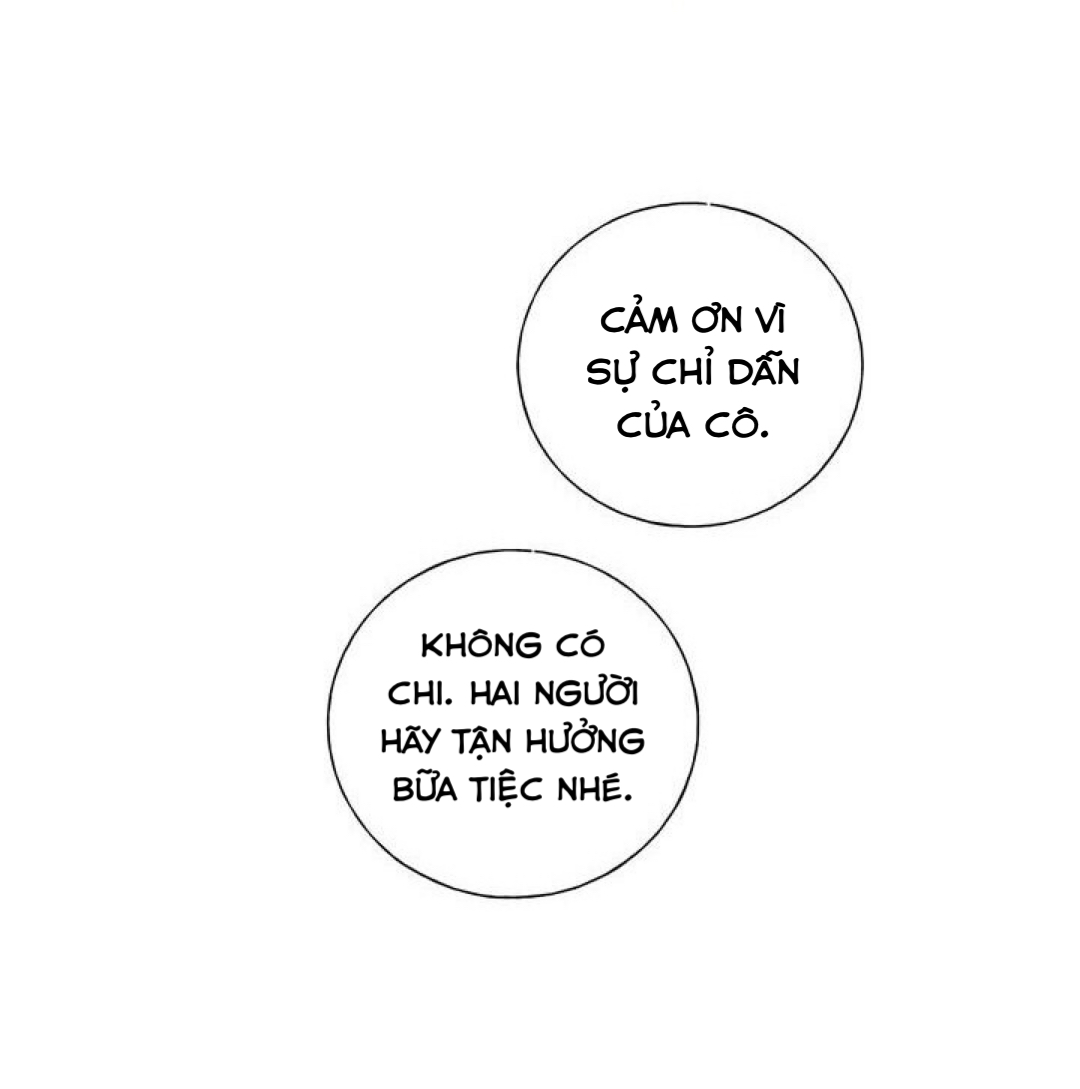 CẢM ƠN VÌ
SỰ CHỈ DẪN
CỦA CÔ.
KHÔNG CÓ
CHI. HAI NGƯỜI
HÃY TẬN HƯỞNG
BỮA TIỆC NHÉ.